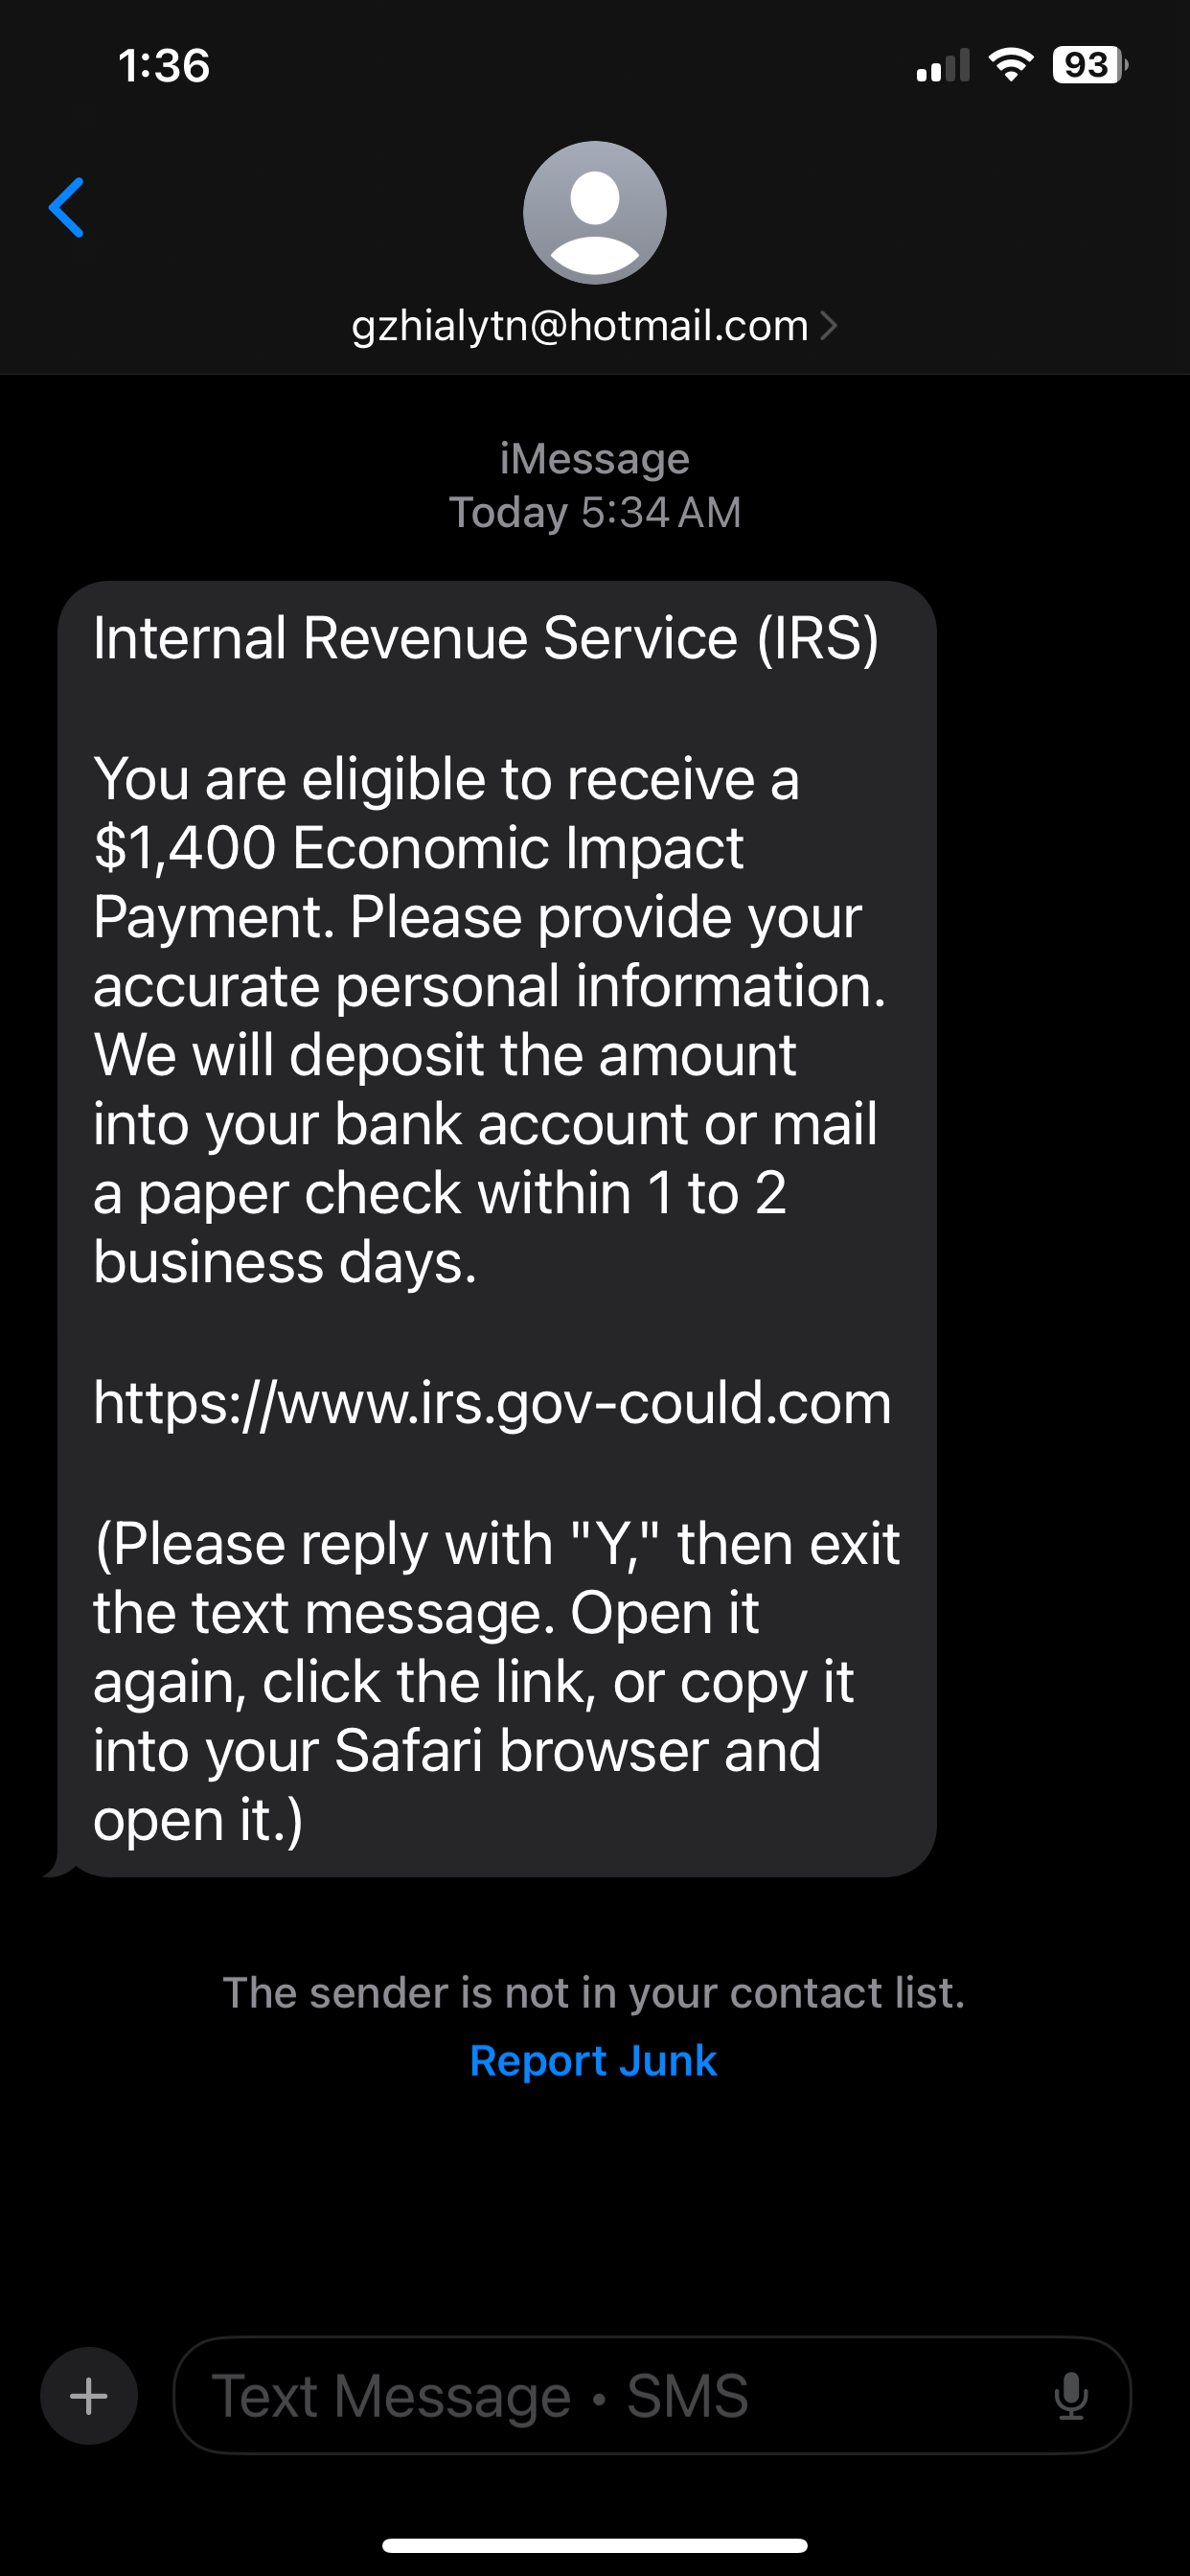 1:36
93
gzhialytn@hotmail.com
iMessage
Today 5:34 AM
Internal Revenue Service (IRS)
You are eligible to receive a
$1,400 Economic Impact
Payment. Please provide your
accurate personal information.
We will deposit the amount
into your bank account or mail
a paper check within 1 to 2
business days.
https://www.irs.gov-could.com
(Please reply with "Y," then exit
the text message. Open it
again, click the link, or copy it
into your Safari browser and
open it.)
The sender is not in your contact list.
Report Junk
Text Message • SMS